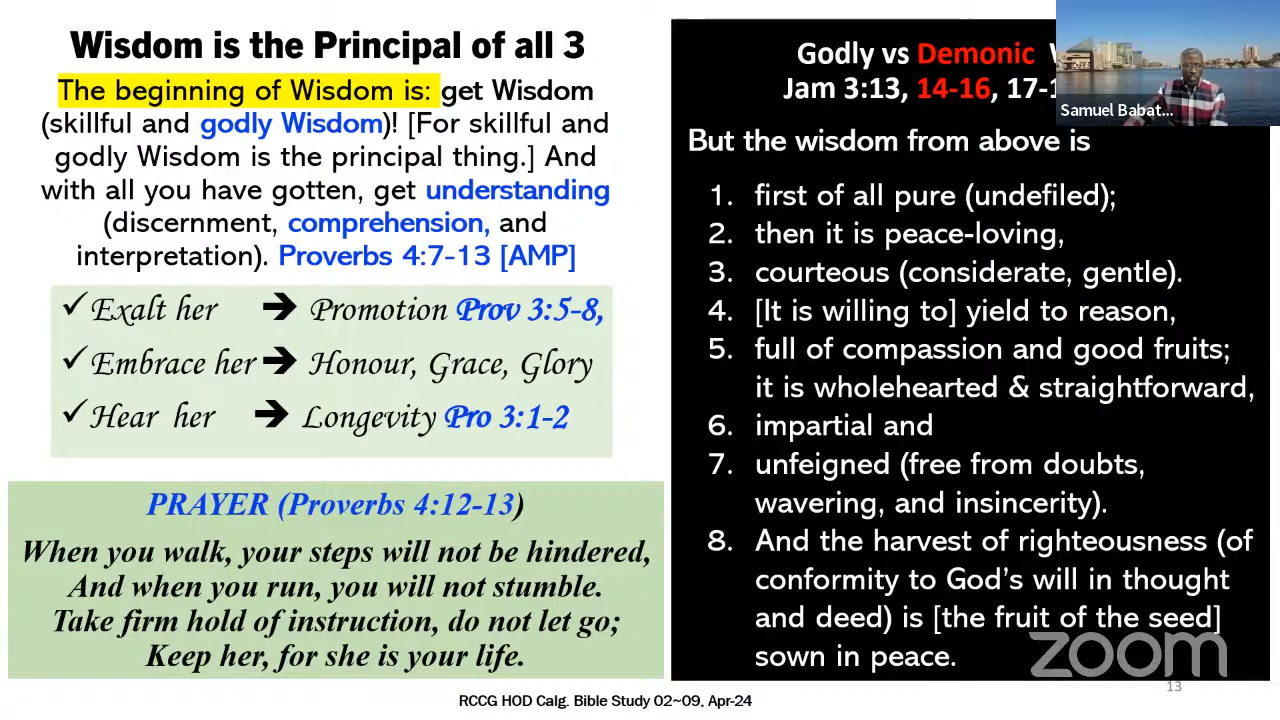 Wisdom is the Principal of all 3
The beginning of Wisdom is: get Wisdom
(skillful and godly Wisdom)! [For skillful and
godly Wisdom is the principal thing.] And
with all you have gotten, get understanding
(discernment, comprehension, and
interpretation). Proverbs 4:7-13 [AMP]
✓Exalt her ➔ Promotion Prov 3:5-8,
✓Embrace her ➔ Honour, Grace, Glory
✓Hear her ➔ Longevity Pro 3:1-2
PRAYER (Proverbs 4:12-13)
When you walk, your steps will not be hindered,
And when you run, you will not stumble.
Take firm hold of instruction, do not let go;
Keep her, for she is your life.
Godly vs Demonic
Jam 3:13, 14-16,
Samuel Babat...
But the wisdom from above is
1. first of all pure (undefiled);
2. then it is peace-loving,
3. courteous (considerate, gentle).
4. [It is willing to] yield to reason,
5. full of compassion and good fruits;
it is wholehearted & straightforward,
6. impartial and
7. unfeigned (free from doubts,
wavering, and insincerity).
8. And the harvest of righteousness (of
conformity to God's will in thought
and deed) is [the fruit of the seed]
sown in peace.
zoom
13
RCCG HOD Calg. Bible Study 02~09, Apr-24